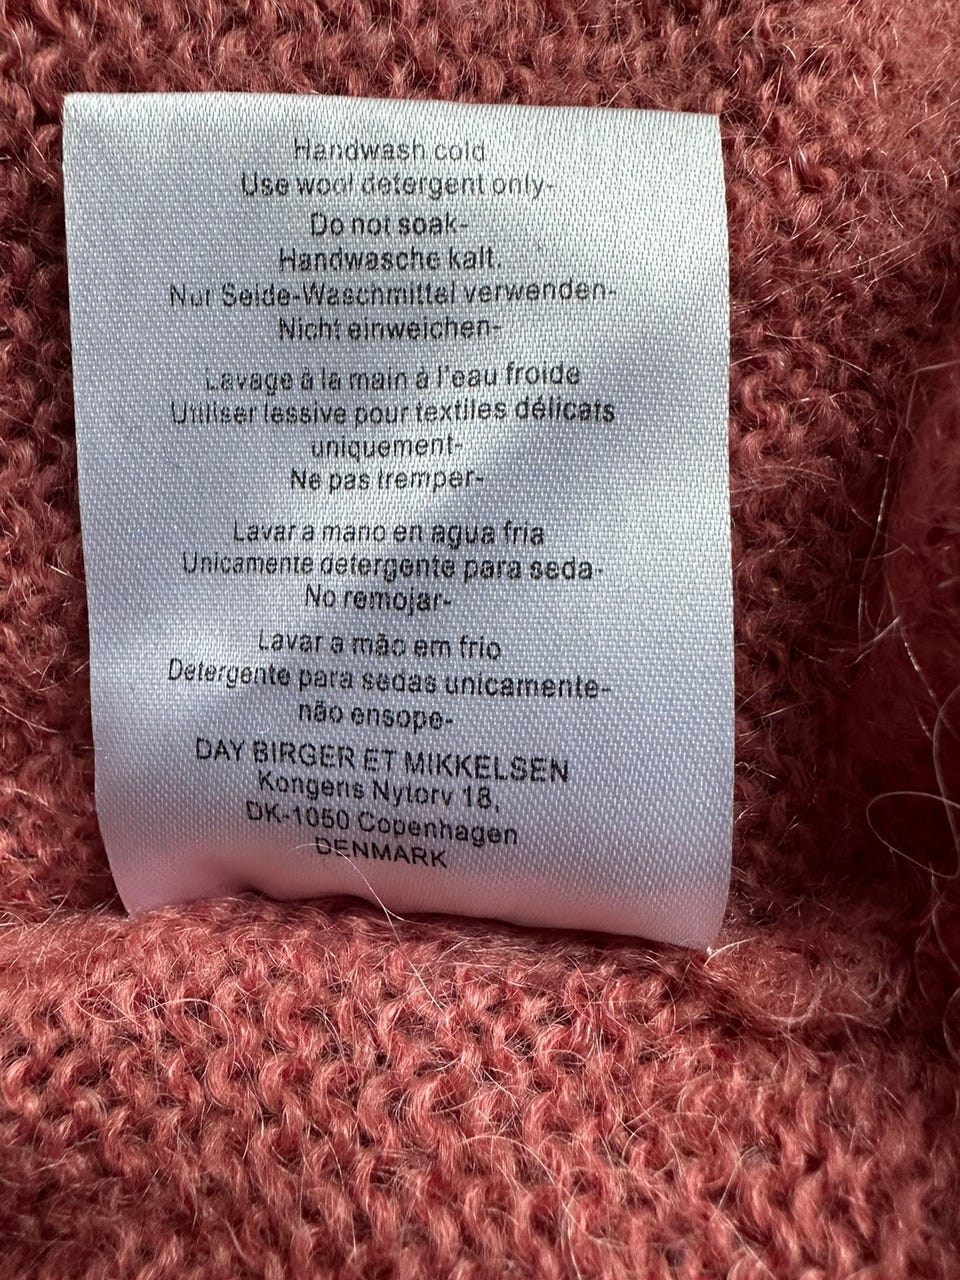 Handwash cold
Use wool detergent only-
Do not soak-
Handwasche kalt.
Nur Seide-Waschmittel verwenden-
Nicht einweichen-
Lavage à la main à l'eau froide
Utiliser lessive pour textiles délicats
uniquement-
Ne pas tremper-
Lavar a mano en agua fria
Unicamente detergente para seda-
No remojar-
Lavar a mão em frio
Detergente para sedas unicamente-
não ensope-
DAY BIRGER ET MIKKELSEN
Kongens Nytorv 18,
DK-1050 Copenhagen
DENMARK